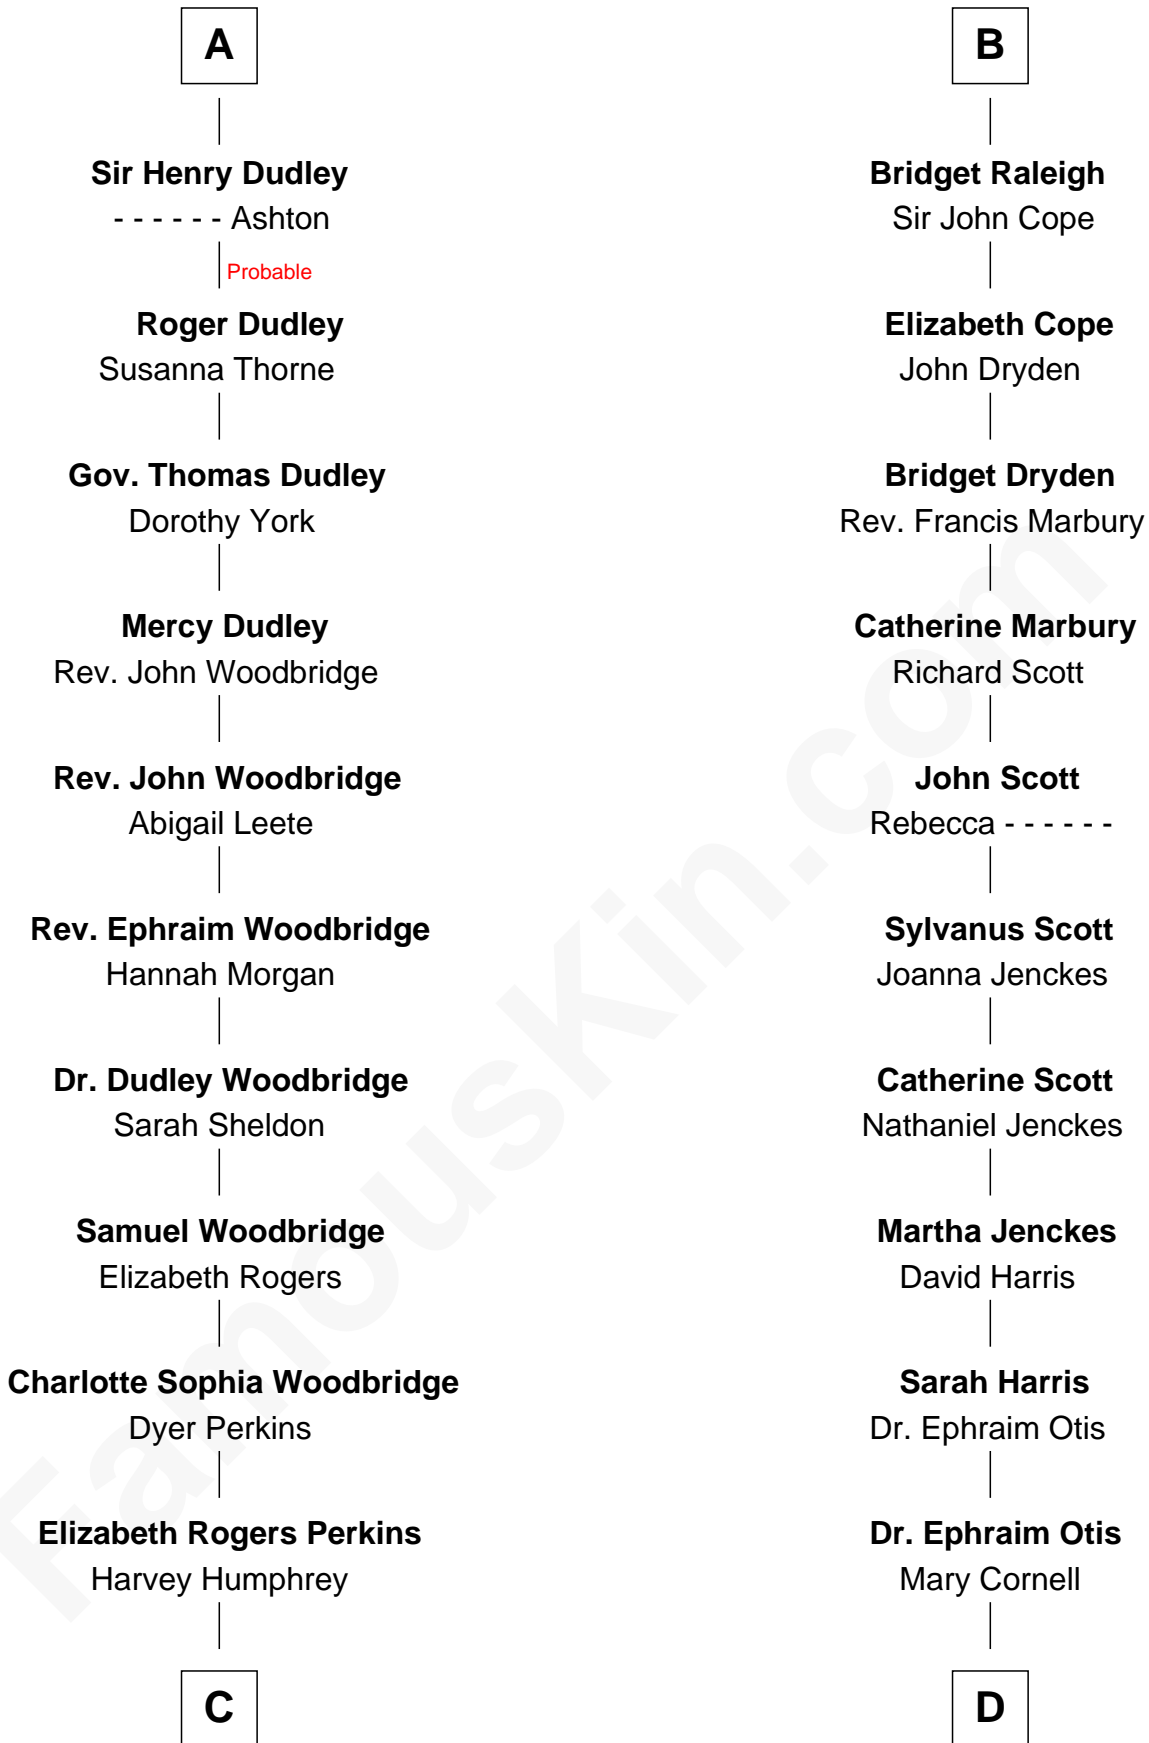 A
Sir Henry Dudley
- - - - - - Ashton
Probable
Roger Dudley
Susanna Thorne
Gov. Thomas Dudley
Dorothy York
Mercy Dudley
Rev. John Woodbridge
Rev. John Woodbridge
Abigail Leete
Rev. Ephraim Woodbridge
Hannah Morgan
Dr. Dudley Woodbridge
Sarah Sheldon
Samuel Woodbridge
Elizabeth Rogers
Charlotte Sophia Woodbridge
Dyer Perkins
Elizabeth Rogers Perkins
Harvey Humphrey
C
B
Bridget Raleigh
Sir John Cope
Elizabeth Cope
John Dryden
Bridget Dryden
Rev. Francis Marbury
Catherine Marbury
Richard Scott
John Scott
Rebecca - - - - - -
Sylvanus Scott
Joanna Jenckes
Catherine Scott
Nathaniel Jenckes
Martha Jenckes
David Harris
Sarah Harris
Dr. Ephraim Otis
Dr. Ephraim Otis
Mary Cornell
D
FamousKin.com